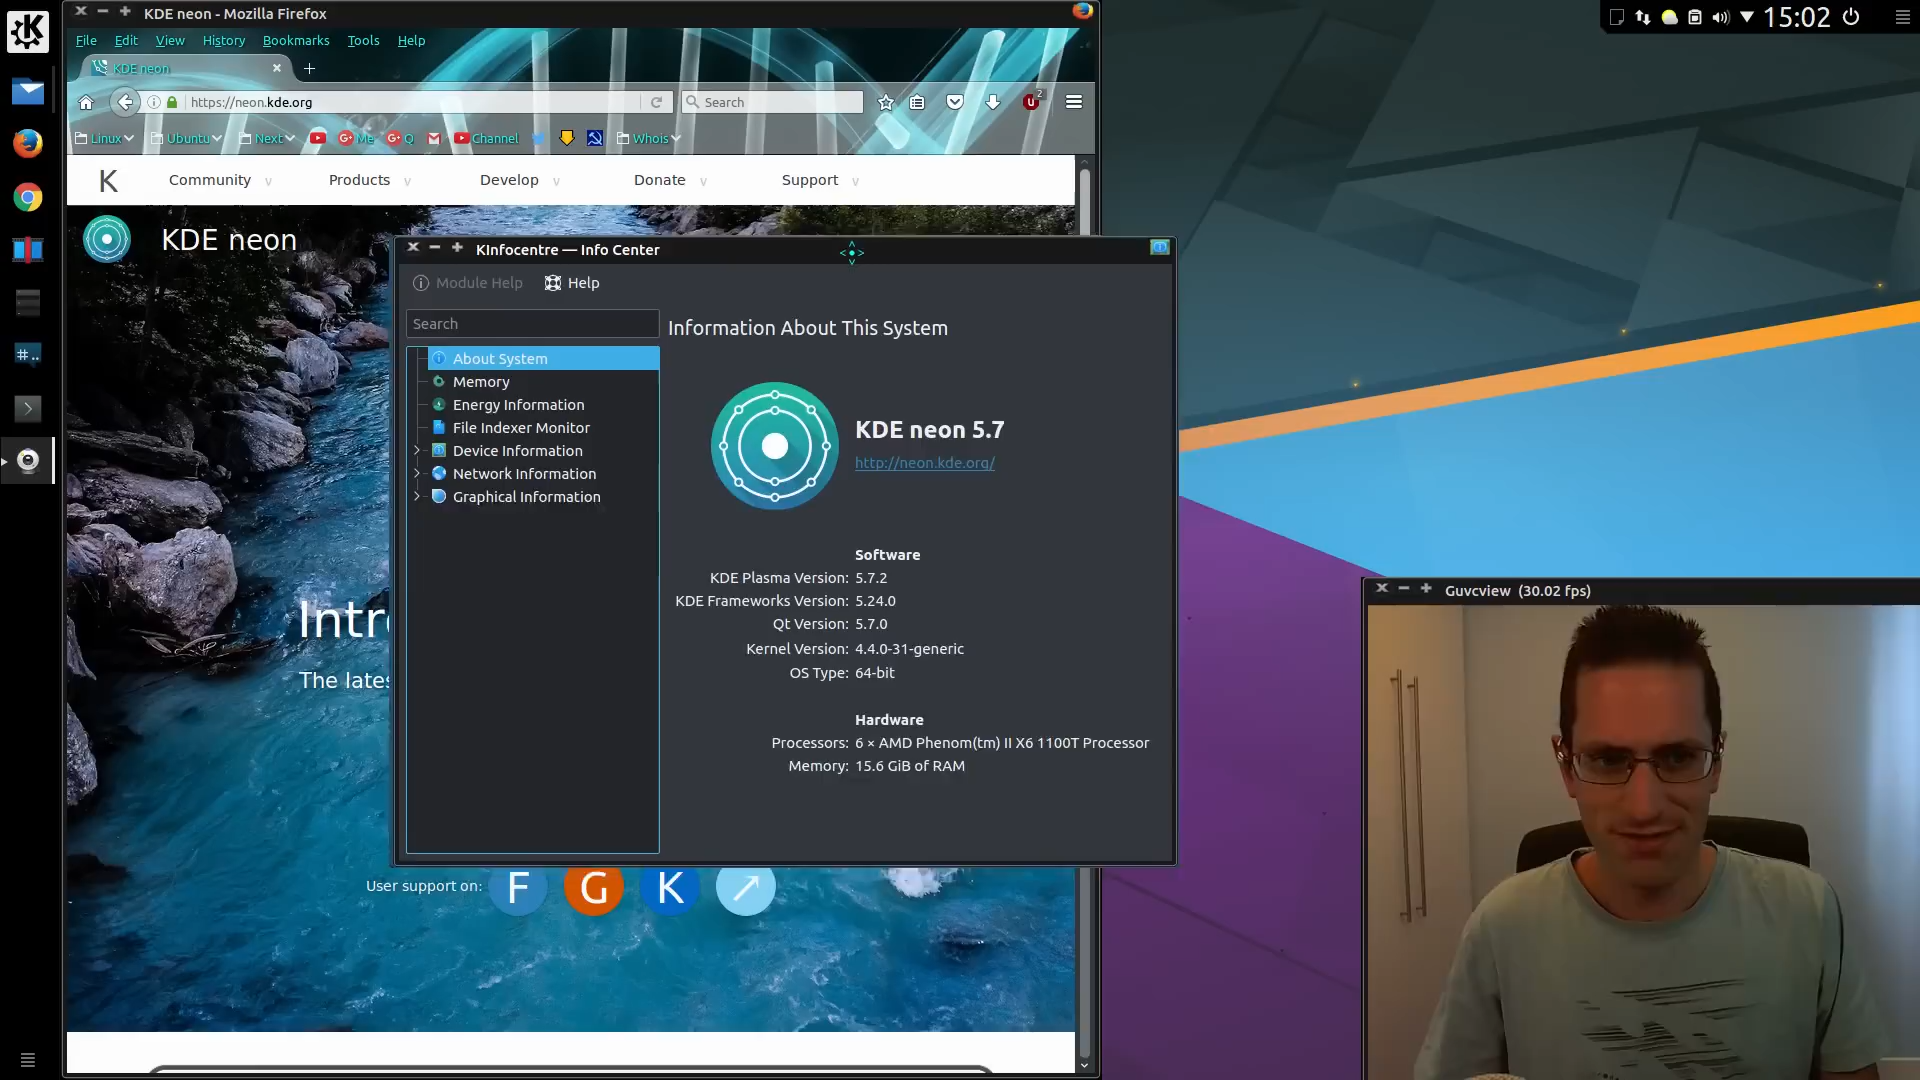 KDE neon - Mozilla Firefox
15:02
File Edit View History Bookmarks Tools Help
KDE neon
https://neon.kde.org
Search
2
Linux Ubuntu Next Me Q Channel Whois
K Community Products Develop Donate Support
KDE neon
Kinfocentre — Info Center
Module Help Help
Search
Information About This System
About System
Memory
Energy Information
File Indexer Monitor
Device Information
Network Information
Graphical Information
KDE neon 5.7
http://neon.kde.org/
Software
KDE Plasma Version: 5.7.2
KDE Frameworks Version: 5.24.0
Qt Version: 5.7.0
Kernel Version: 4.4.0-31-generic
OS Type: 64-bit
Hardware
Processors: 6 × AMD Phenom(tm) II X6 1100T Processor
Memory: 15.6 GiB of RAM
Guvcview (30.02 fps)
Intr
The lates
User support on: F G K